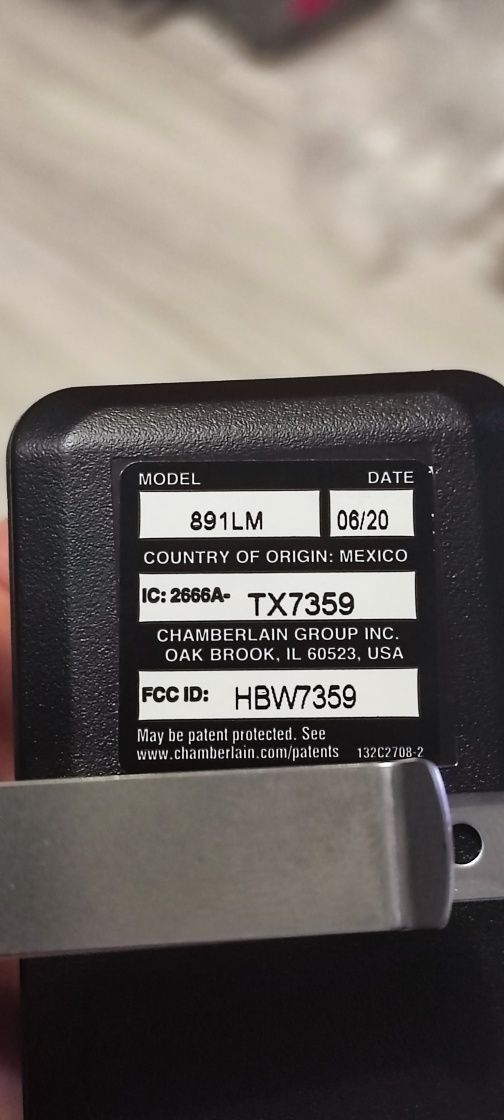 MODEL DATE
891LM 06/20
COUNTRY OF ORIGIN: MEXICO
IC: 2666A- TX7359
CHAMBERLAIN GROUP INC.
OAK BROOK, IL 60523, USA
FCC ID: HBW7359
May be patent protected. See
www.chamberlain.com/patents 132C2708-2